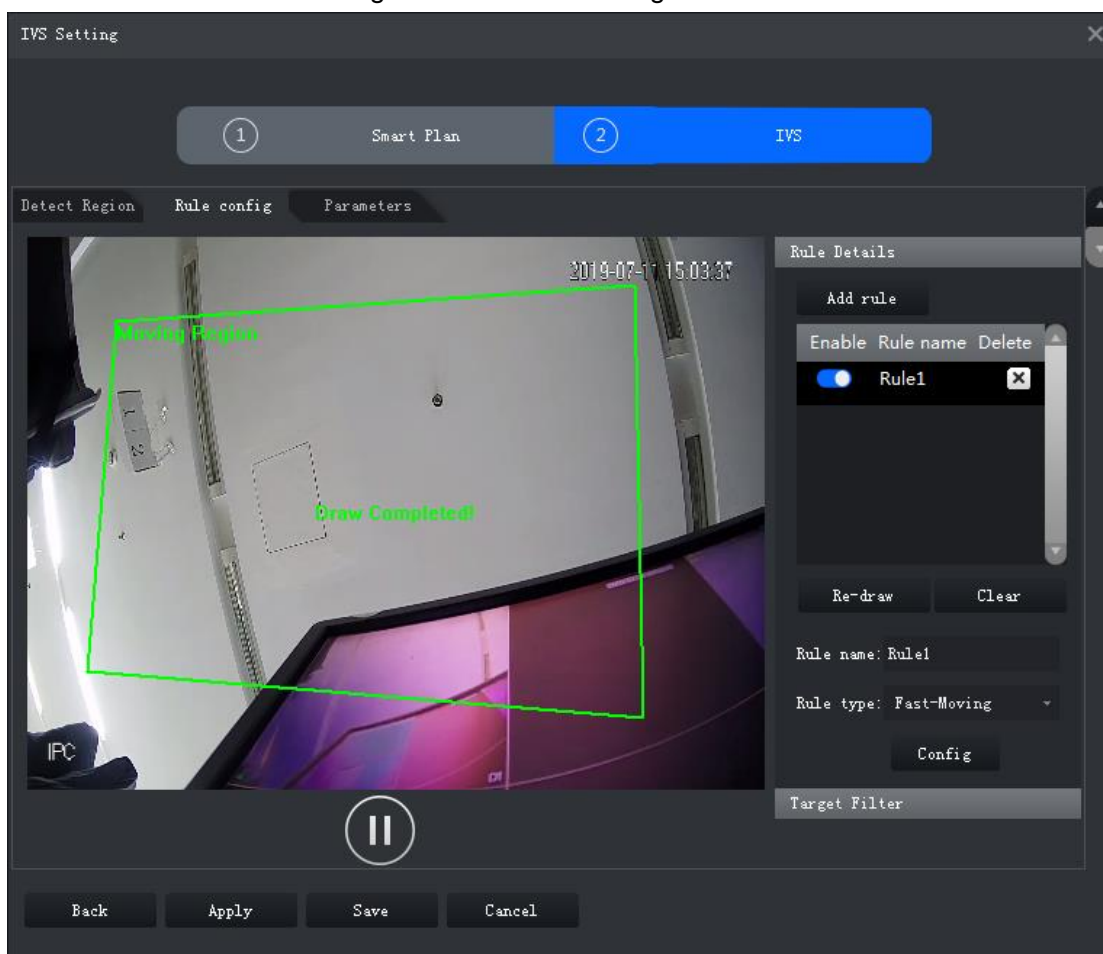 IVS Setting
1 Smart Plan 2 IVS
Detect Region Rule config Parameters
2019-07-11 15:03:37
Moving Region
Draw Completed!
IPC
Rule Details
Add rule
Enable Rule name Delete
Rule1
Re-draw Clear
Rule name: Rule1
Rule type: Fast-Moving
Config
Target Filter
Back Apply Save Cancel